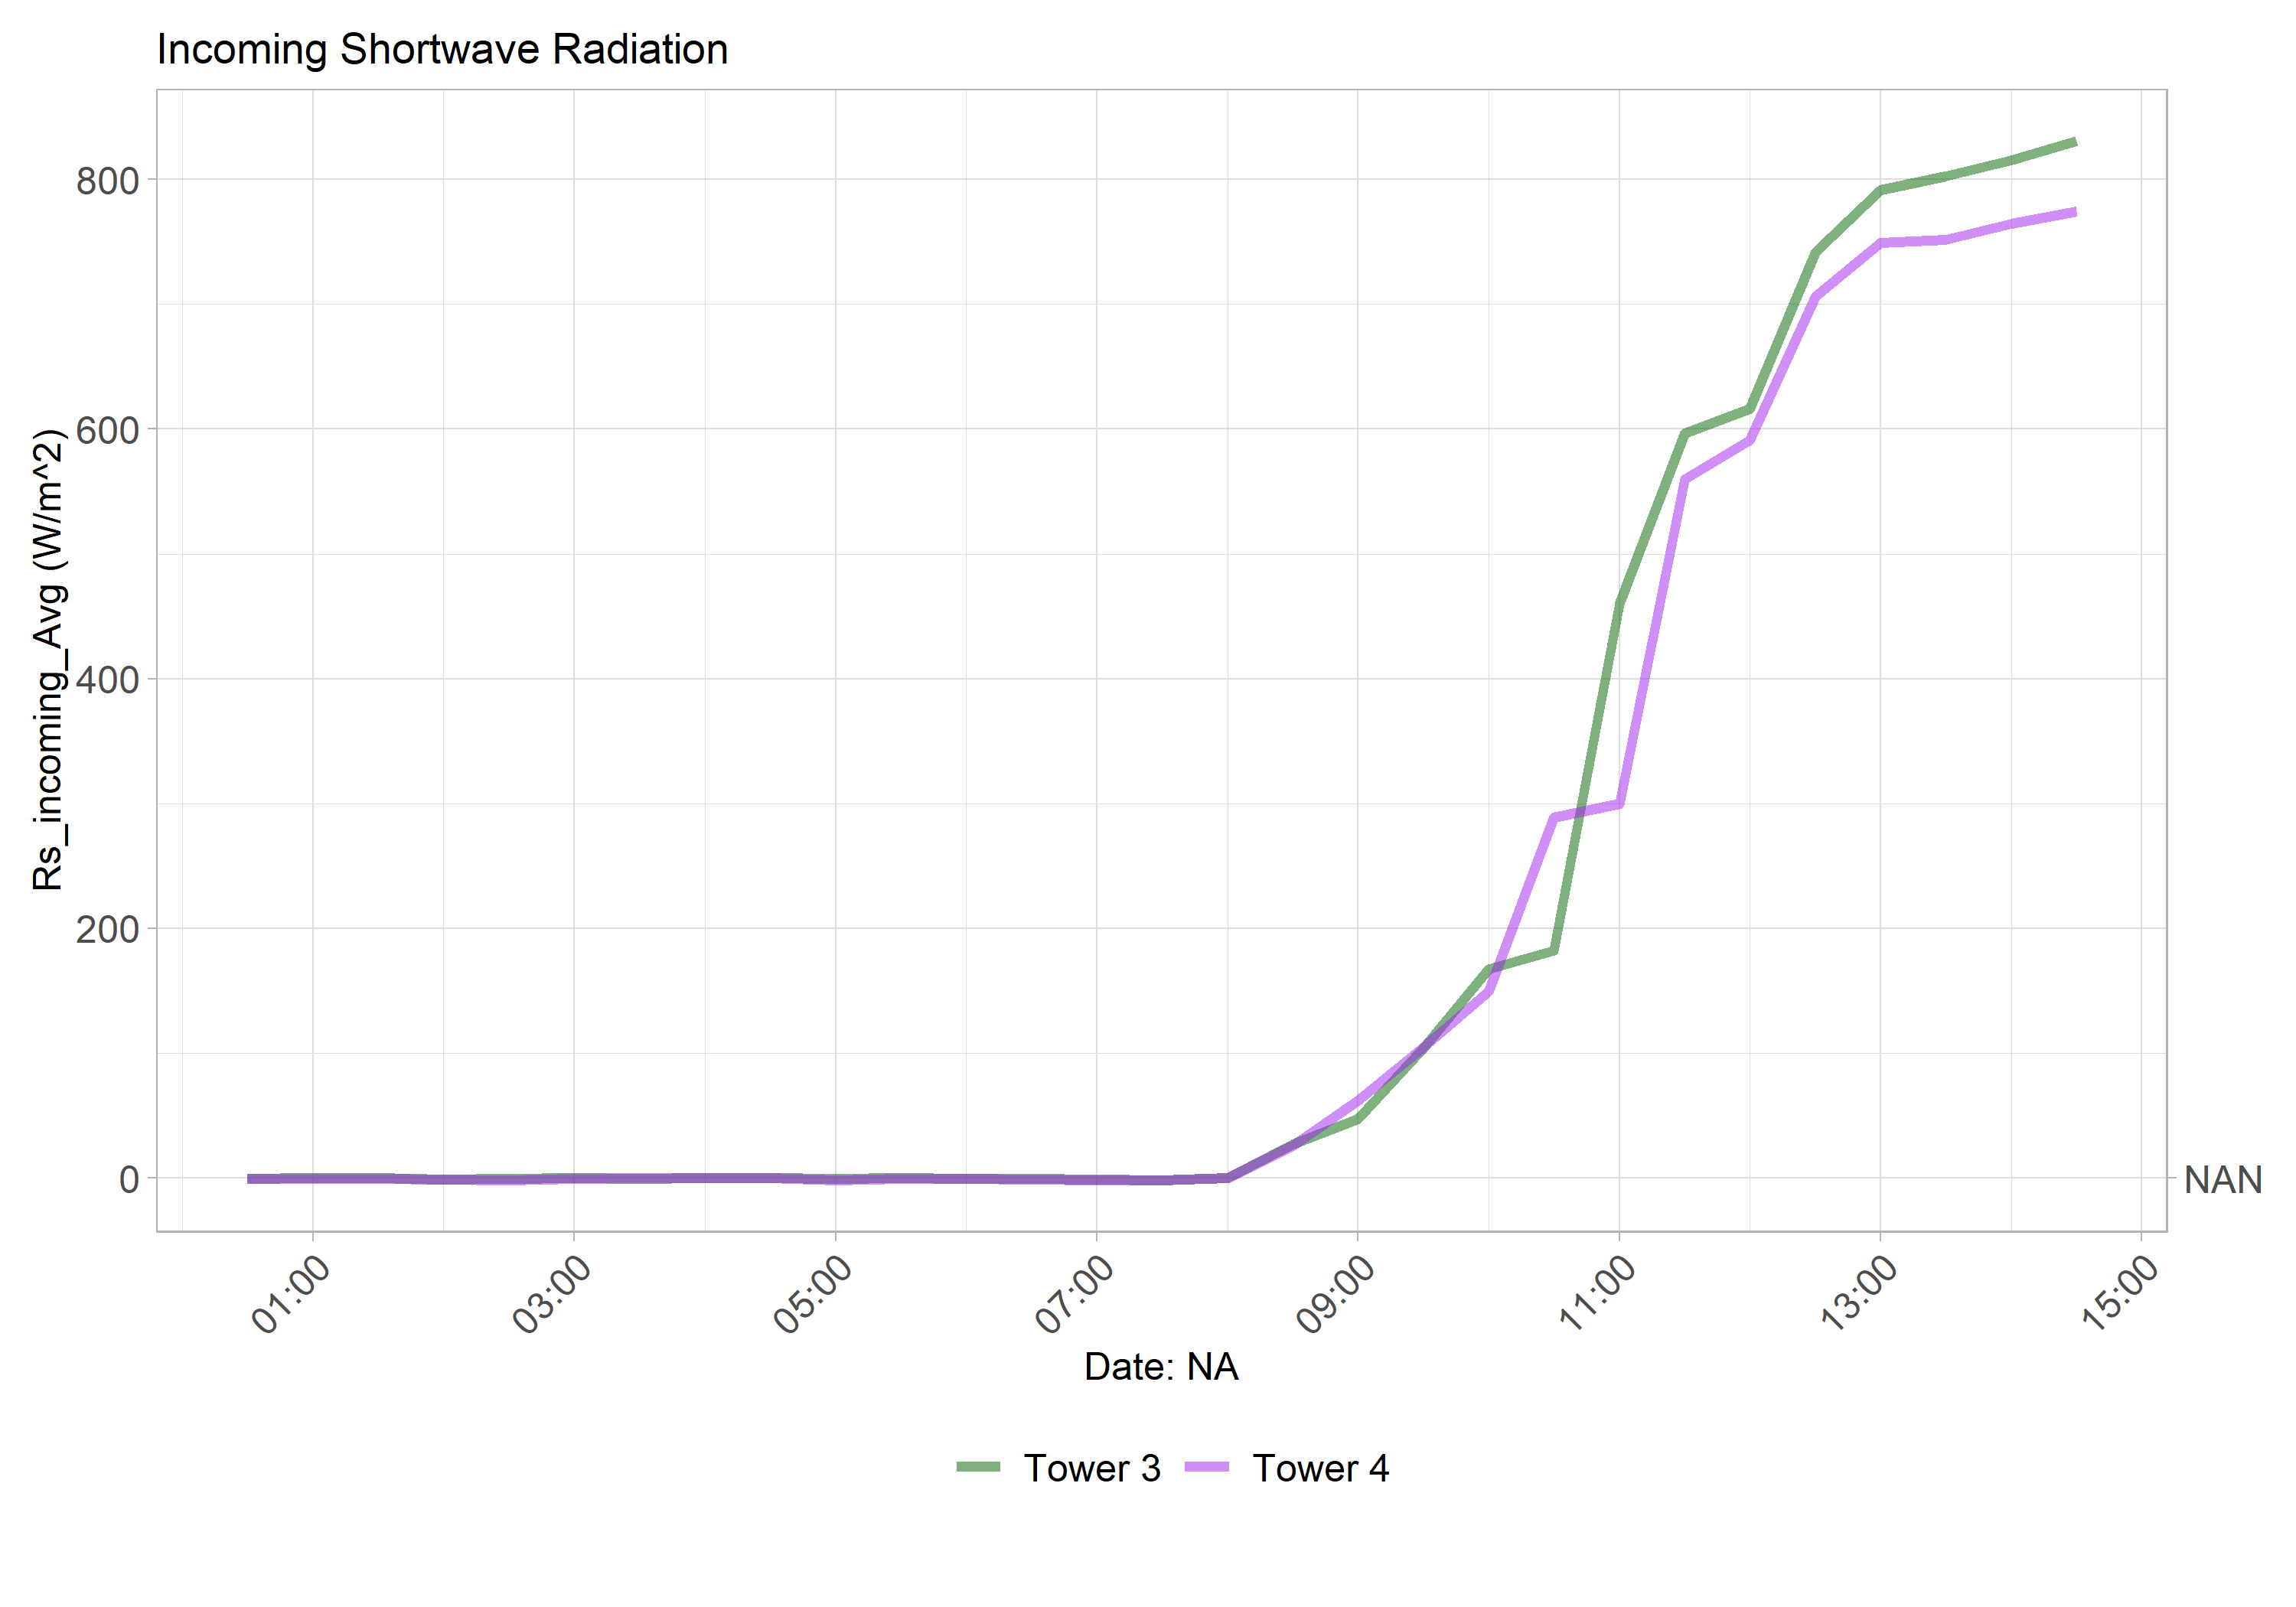 Incoming Shortwave Radiation
Rs_incoming_Avg (W/m^2)
800
600
400
200
0
NAN
01:00
03:00
05:00
07:00
09:00
11:00
13:00
15:00
Date: NA
Tower 3
Tower 4